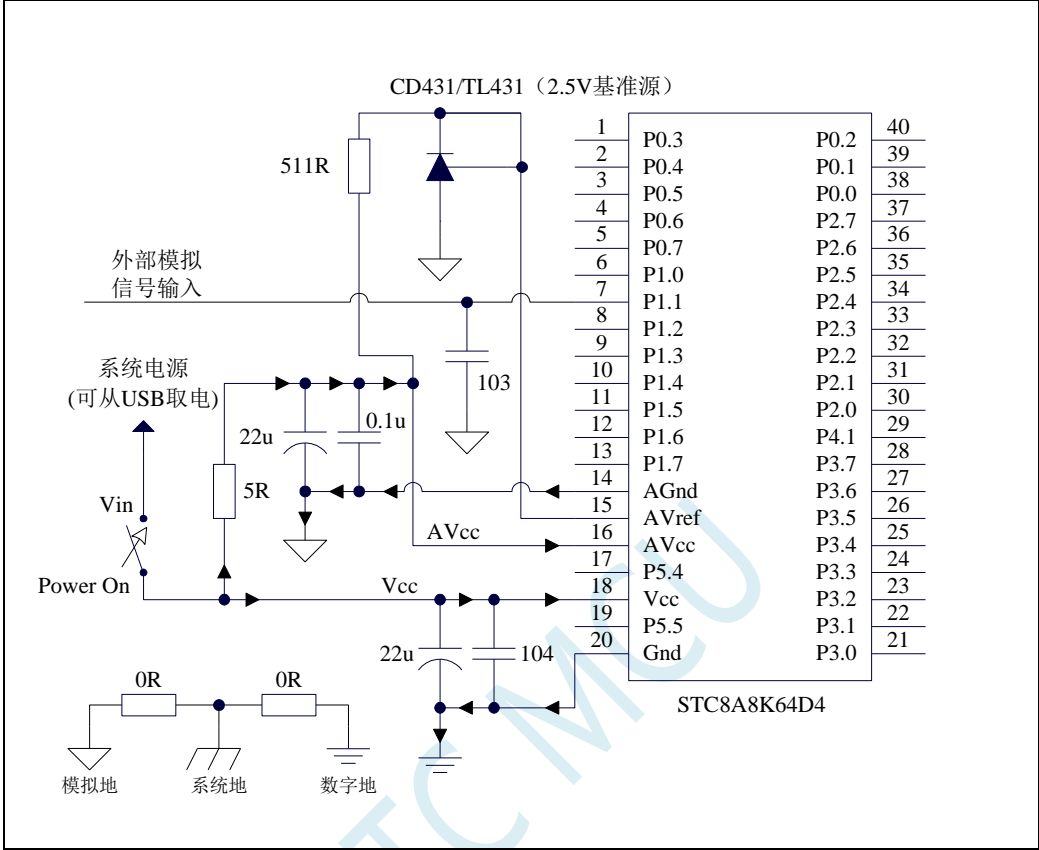 CD431/TL431（2.5V基准源）
511R
外部模拟
信号输入
103
系统电源
(可从USB取电)
22u
0.1u
5R
Vin
AVcc
Power On
Vcc
22u
104
0R
0R
模拟地
系统地
数字地
1 P0.3 P0.2 40
2 P0.4 P0.1 39
3 P0.5 P0.0 38
4 P0.6 P2.7 37
5 P0.7 P2.6 36
6 P1.0 P2.5 35
7 P1.1 P2.4 34
8 P1.2 P2.3 33
9 P1.3 P2.2 32
10 P1.4 P2.1 31
11 P1.5 P2.0 30
12 P1.6 P4.1 29
13 P1.7 P3.7 28
14 AGnd P3.6 27
15 AVref P3.5 26
16 AVcc P3.4 25
17 P5.4 P3.3 24
18 Vcc P3.2 23
19 P5.5 P3.1 22
20 Gnd P3.0 21
STC8A8K64D4
TC MCU